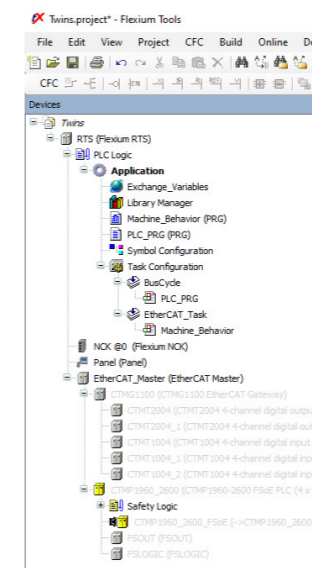 Twins.project* - Flexium Tools
File Edit View Project CFC Build Online
CFC
Devices
Twins
RTS (Flexium RTS)
PLC Logic
Application
Exchange_Variables
Library Manager
Machine_Behavior (PRG)
PLC_PRG (PRG)
Symbol Configuration
Task Configuration
BusCycle
PLC_PRG
EtherCAT_Task
Machine_Behavior
NCK @0 (Flexium NCK)
Panel (Panel)
EtherCAT_Master (EtherCAT Master)
CTMG1100 (CTMG1100 EtherCAT Gateway)
CTMT2004 (CTMT2004 4-channel digital outpu
CTMT2004_1 (CTMT2004 4-channel digital out
CTMT1004 (CTMT1004 4-channel digital input
CTMT1004_1 (CTMT1004 4-channel digital inp
CTMT1004_2 (CTMT1004 4-channel digital inp
CTMP1960_2600 (CTMP1960-2600 FSoE PLC (4 x
Safety Logic
CTMP1960_2600_FSoE [->CTMP1960_2600
FSOUT (FSOUT)
FSLOGIC (FSLOGIC)